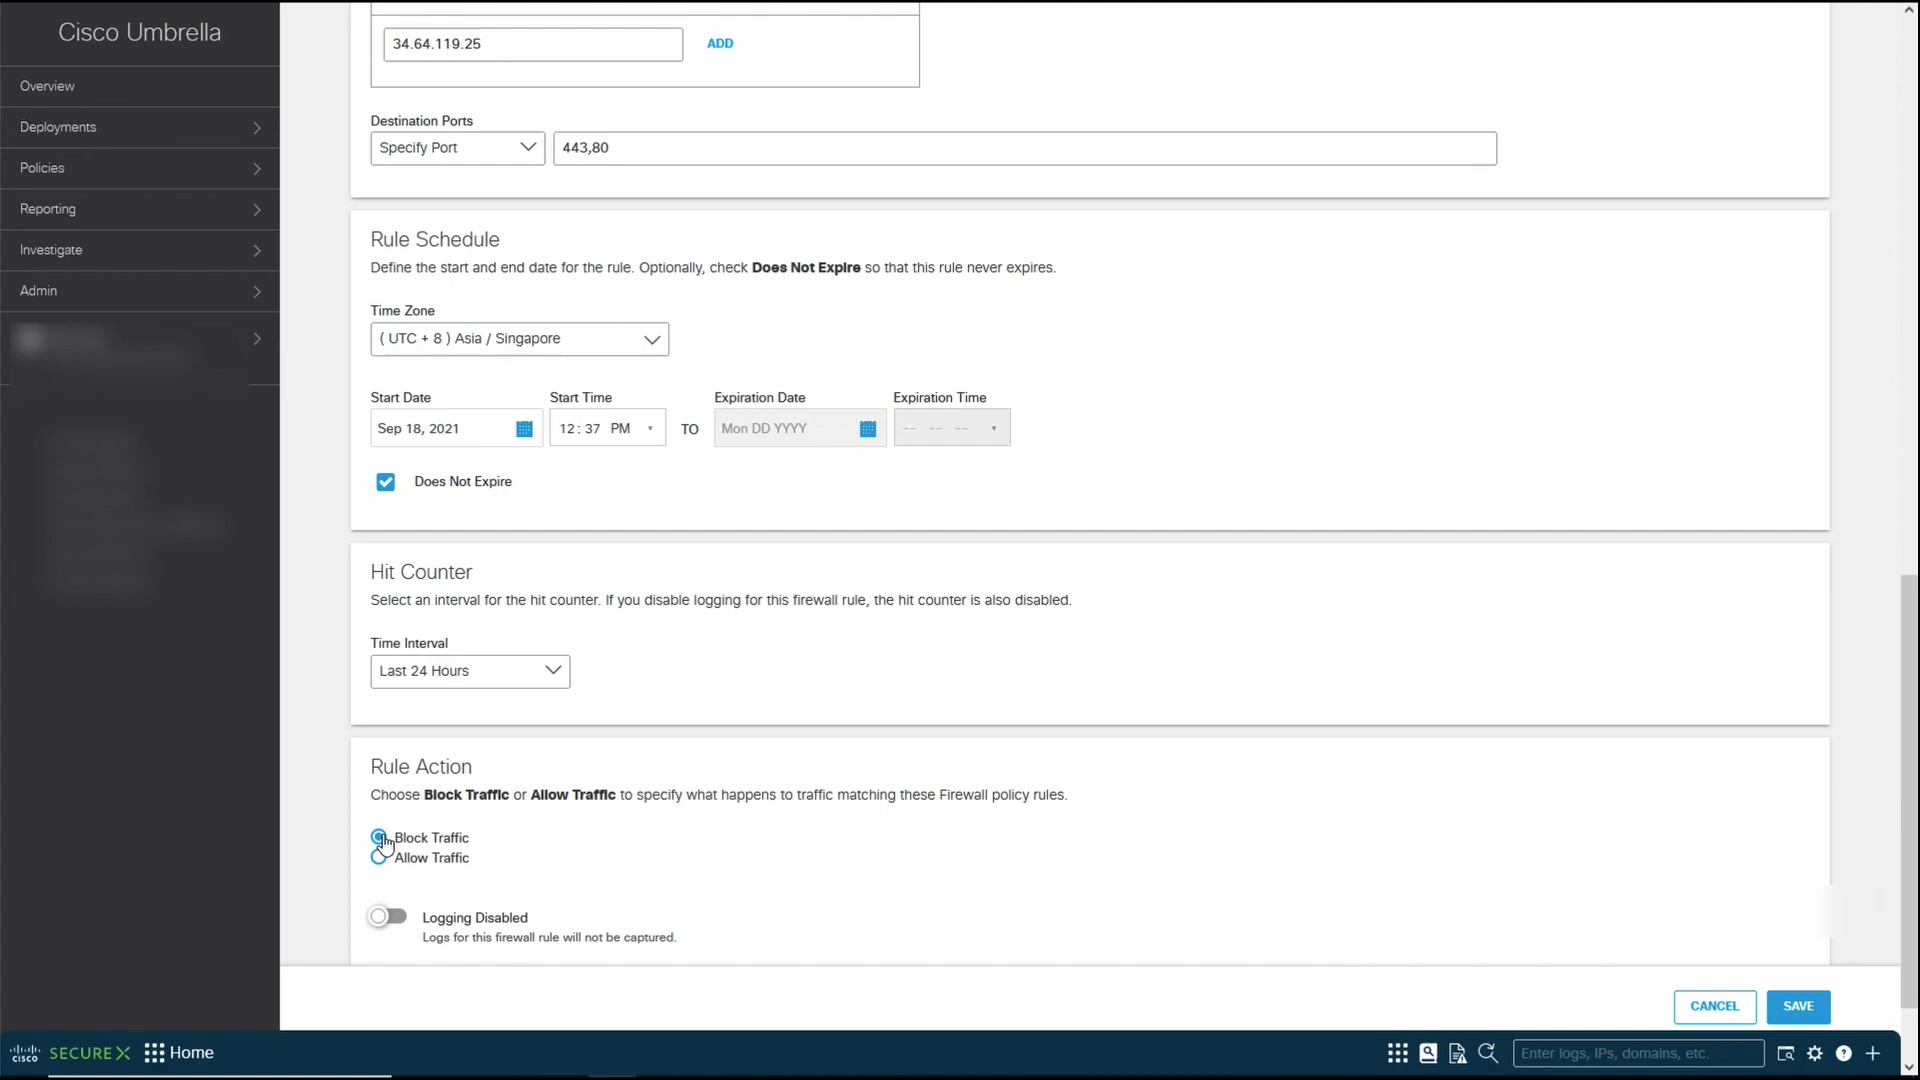 Cisco Umbrella
Overview
Deployments
Policies
Reporting
Investigate
Admin
34.64.119.25 ADD
Destination Ports
Specify Port 443,80
Rule Schedule
Define the start and end date for the rule. Optionally, check Does Not Expire so that this rule never expires.
Time Zone
( UTC + 8 ) Asia / Singapore
Start Date Start Time Expiration Date Expiration Time
Sep 18, 2021 12: 37 PM TO Mon DD YYYY -- -- --
Does Not Expire
Hit Counter
Select an interval for the hit counter. If you disable logging for this firewall rule, the hit counter is also disabled.
Time Interval
Last 24 Hours
Rule Action
Choose Block Traffic or Allow Traffic to specify what happens to traffic matching these Firewall policy rules.
Block Traffic
Allow Traffic
Logging Disabled
Logs for this firewall rule will not be captured.
CANCEL SAVE
cisco SECUREX Home Enter logs, IPs, domains, etc.